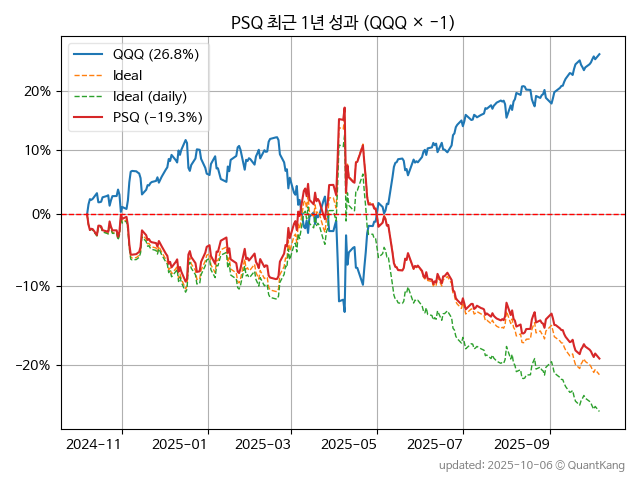 PSQ 최근 1년 성과 (QQQ × −1)
QQQ (26.8%)
Ideal
Ideal (daily)
PSQ (−19.3%)
20%
10%
0%
−10%
−20%
2024-11
2025-01
2025-03
2025-05
2025-07
2025-09
updated: 2025-10-06 © QuantKang